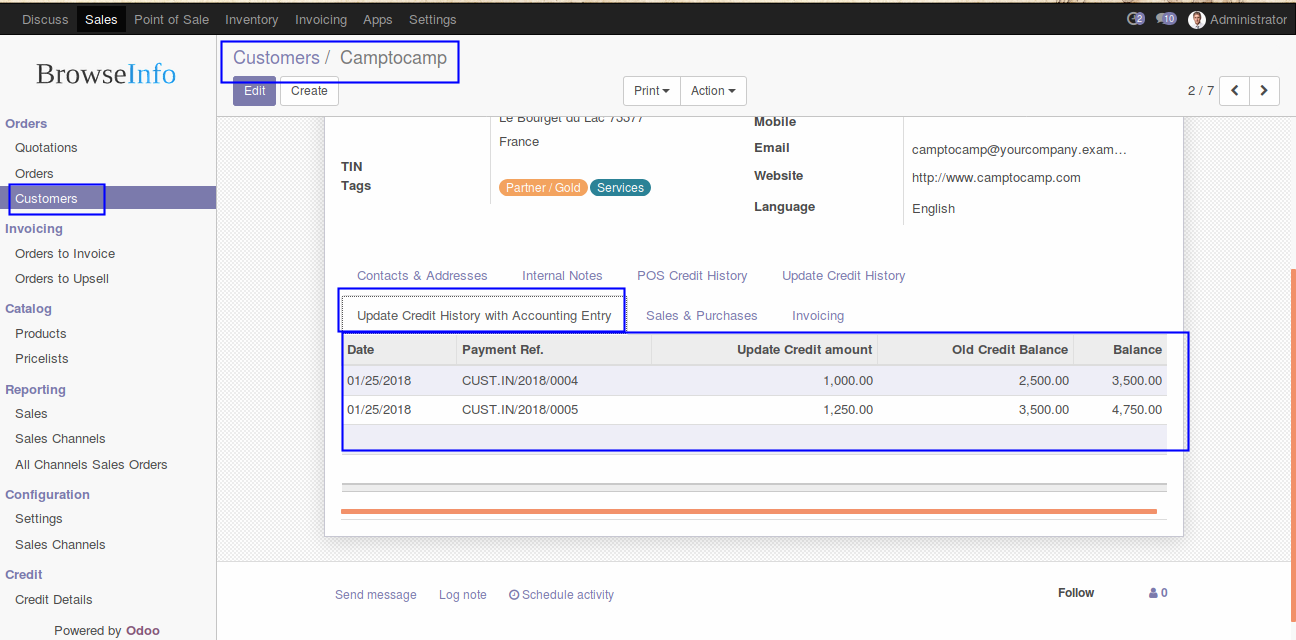 Discuss Sales Point of Sale Inventory Invoicing Apps Settings 2 10 Administrator
BrowseInfo
Orders
Quotations
Orders
Customers
Invoicing
Orders to Invoice
Orders to Upsell
Catalog
Products
Pricelists
Reporting
Sales
Sales Channels
All Channels Sales Orders
Configuration
Settings
Sales Channels
Credit
Credit Details
Powered by Odoo
Customers / Camptocamp
Edit Create Print Action 2 / 7
Le Bourget du Lac 73377
France
TIN
Tags Partner / Gold Services
Mobile
Email camptocamp@yourcompany.exam…
Website http://www.camptocamp.com
Language English
Contacts & Addresses Internal Notes POS Credit History Update Credit History
Update Credit History with Accounting Entry Sales & Purchases Invoicing
Date Payment Ref. Update Credit amount Old Credit Balance Balance
01/25/2018 CUST.IN/2018/0004 1,000.00 2,500.00 3,500.00
01/25/2018 CUST.IN/2018/0005 1,250.00 3,500.00 4,750.00
Send message Log note Schedule activity Follow 0